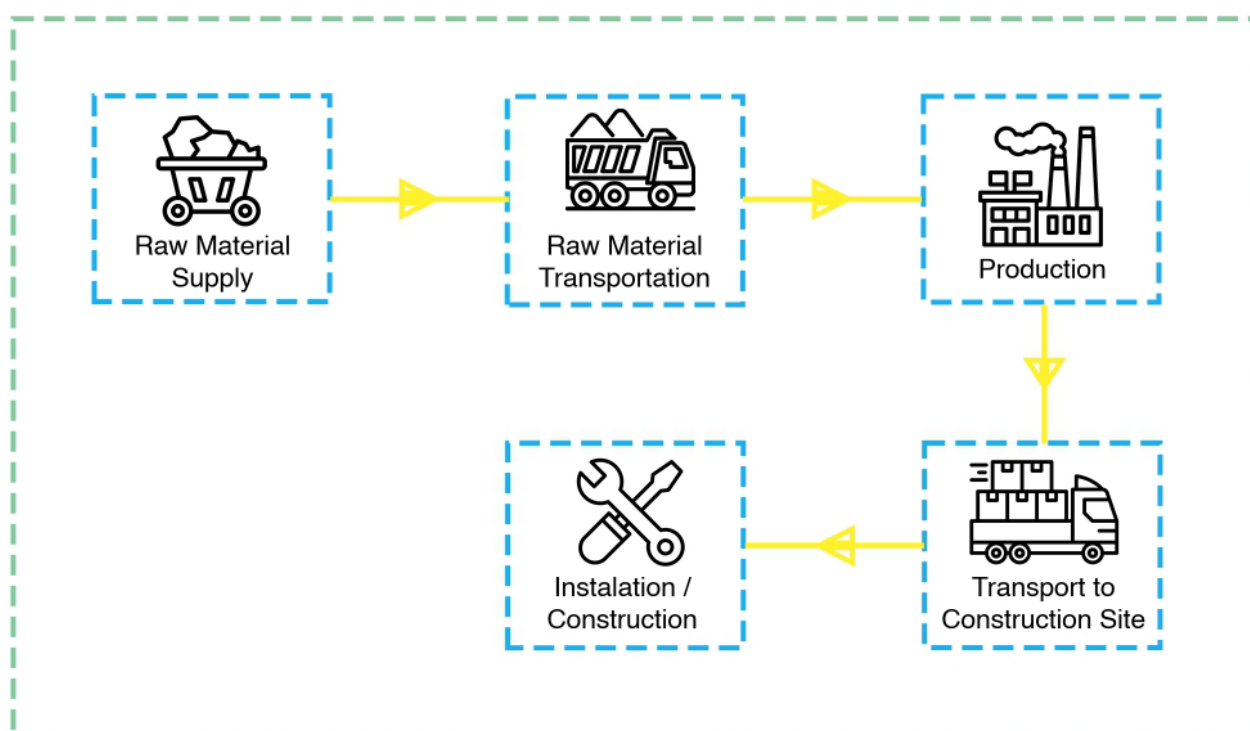 Raw Material
Supply
Raw Material
Transportation
Production
Instalation /
Construction
Transport to
Construction Site